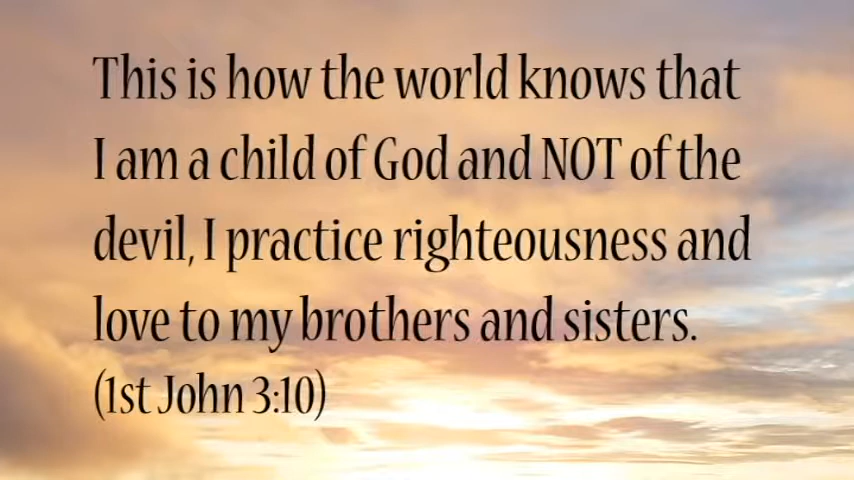 This is how the world knows that
I am a child of God and NOT of the
devil, I practice righteousness and
love to my brothers and sisters.
(1st John 3:10)